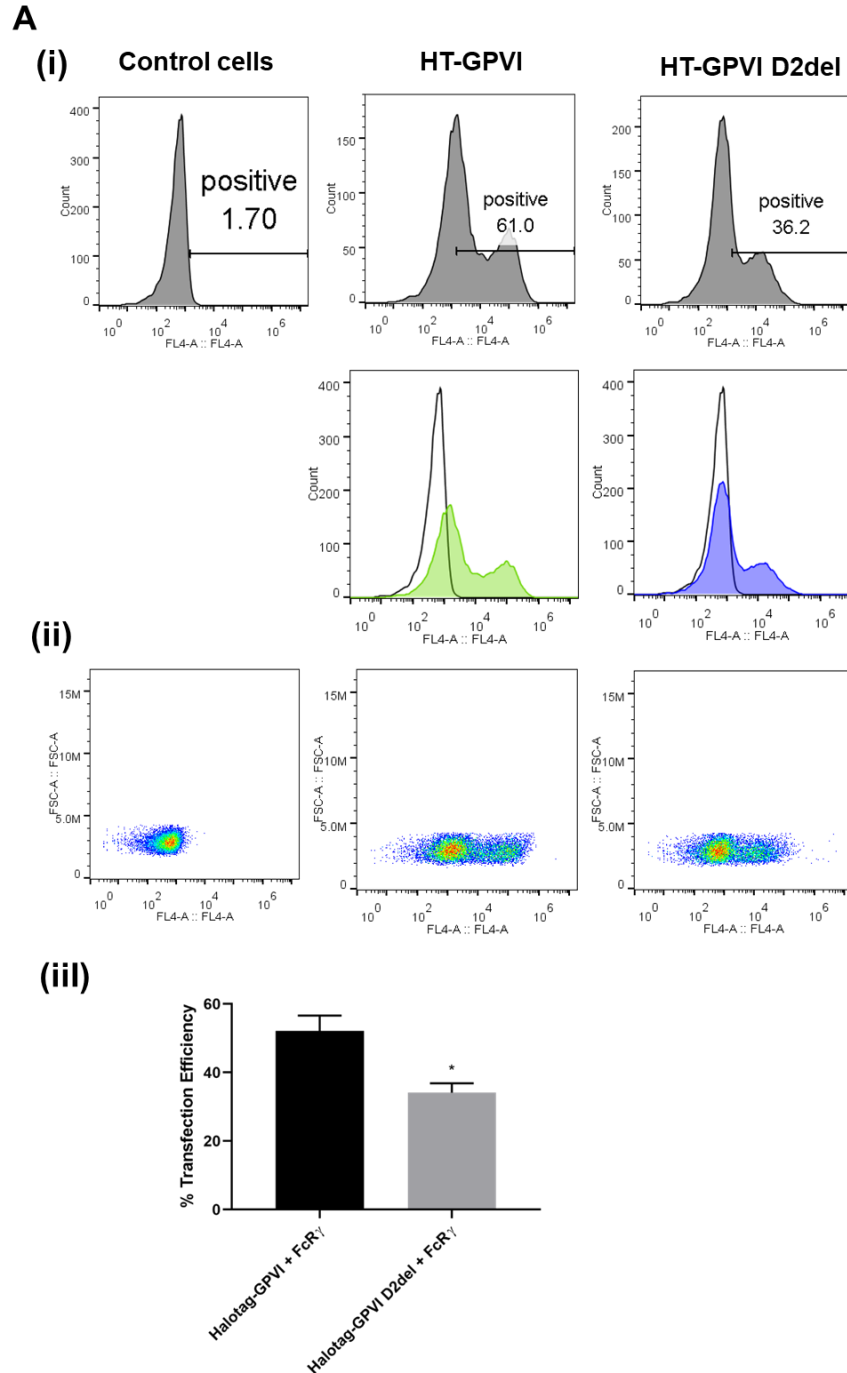 A
(i)
Control cells
HT-GPVI
HT-GPVI D2del
400
300
200
100
0
Count
positive
1.70
10^0 10^2 10^4 10^6
FL4-A :: FL4-A
150
100
50
0
Count
positive
61.0
10^0 10^2 10^4 10^6
FL4-A :: FL4-A
200
150
100
50
0
Count
positive
36.2
10^0 10^2 10^4 10^6
FL4-A :: FL4-A
400
300
200
100
0
Count
10^0 10^2 10^4 10^6
FL4-A :: FL4-A
400
300
200
100
0
Count
10^0 10^2 10^4 10^6
FL4-A :: FL4-A
(ii)
15M
10M
5.0M
0
FSC-A :: FSC-A
10^0 10^2 10^4 10^6
FL4-A :: FL4-A
15M
10M
5.0M
0
FSC-A :: FSC-A
10^0 10^2 10^4 10^6
FL4-A :: FL4-A
15M
10M
5.0M
0
FSC-A :: FSC-A
10^0 10^2 10^4 10^6
FL4-A :: FL4-A
(iiI)
60
40
20
0
% Transfection Efficiency
*
Halotag-GPVI + FcRγ
Halotag-GPVI D2del + FcRγ